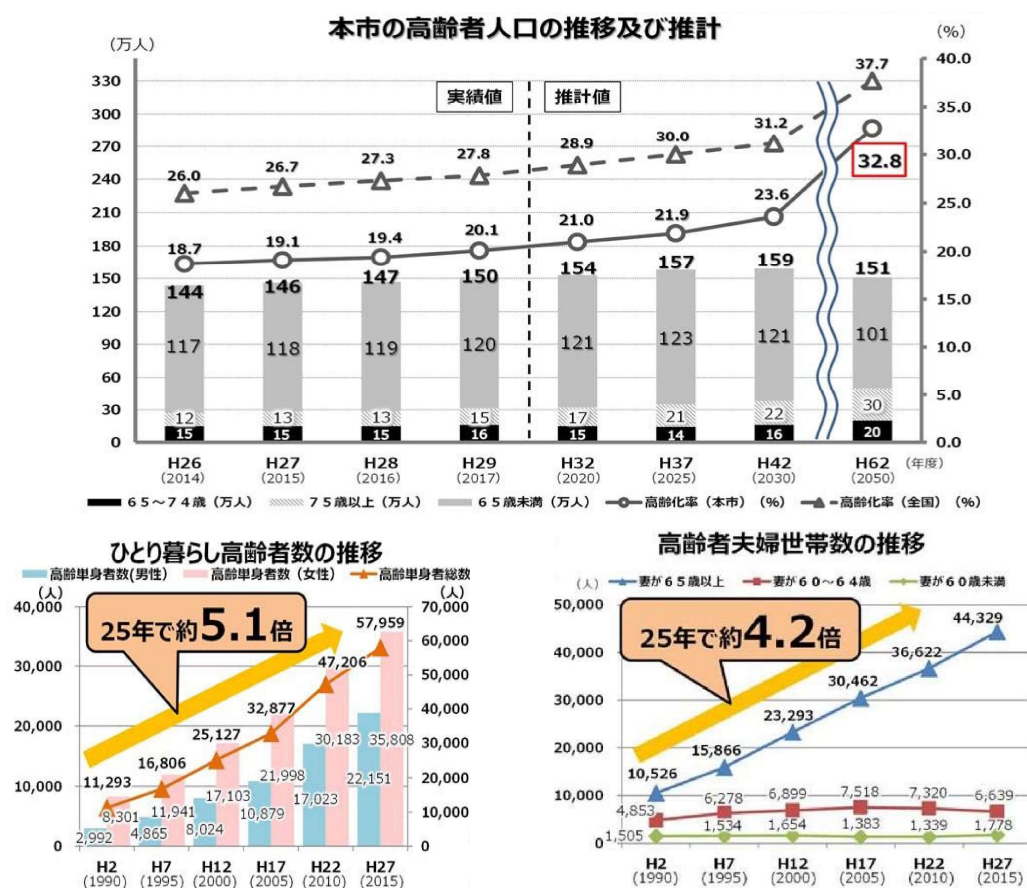 本市の高齢者人口の推移及び推計
(万人)
(%)
実績値 推計値
330
300
270
240
210
180
150
120
90
60
30
0
40.0
35.0
30.0
25.0
20.0
15.0
10.0
5.0
0.0
26.0 26.7 27.3 27.8 28.9 30.0 31.2 37.7
18.7 19.1 19.4 20.1 21.0 21.9 23.6 32.8
144 146 147 150 154 157 159 151
117 118 119 120 121 123 121 101
12 13 13 15 17 21 22 30
15 15 15 16 15 14 16 20
H26 H27 H28 H29 H32 H37 H42 H62 (年度)
(2014) (2015) (2016) (2017) (2020) (2025) (2030) (2050)
65~74歳(万人) 75歳以上(万人) 65歳未満(万人) 高齢化率(本市)(%) 高齢化率(全国)(%)
ひとり暮らし高齢者数の推移
高齢単身者数(男性) 高齢単身者数(女性) 高齢単身者総数
(人)
(人)
40,000
30,000
20,000
10,000
0
70,000
60,000
50,000
40,000
30,000
20,000
10,000
0
25年で約5.1倍
11,293 16,806 25,127 32,877 47,206 57,959
8,301 11,941 17,103 21,998 30,183 35,808
2,992 4,865 8,024 10,879 17,023 22,151
H2 H7 H12 H17 H22 H27
(1990) (1995) (2000) (2005) (2010) (2015)
高齢者夫婦世帯数の推移
(人) 妻が65歳以上 妻が60~64歳 妻が60歳未満
50,000
40,000
30,000
20,000
10,000
0
25年で約4.2倍
10,526 15,866 23,293 30,462 36,622 44,329
4,853 6,278 6,899 7,518 7,320 6,639
1,505 1,534 1,654 1,383 1,339 1,778
H2 H7 H12 H17 H22 H27
(1990) (1995) (2000) (2005) (2010) (2015)